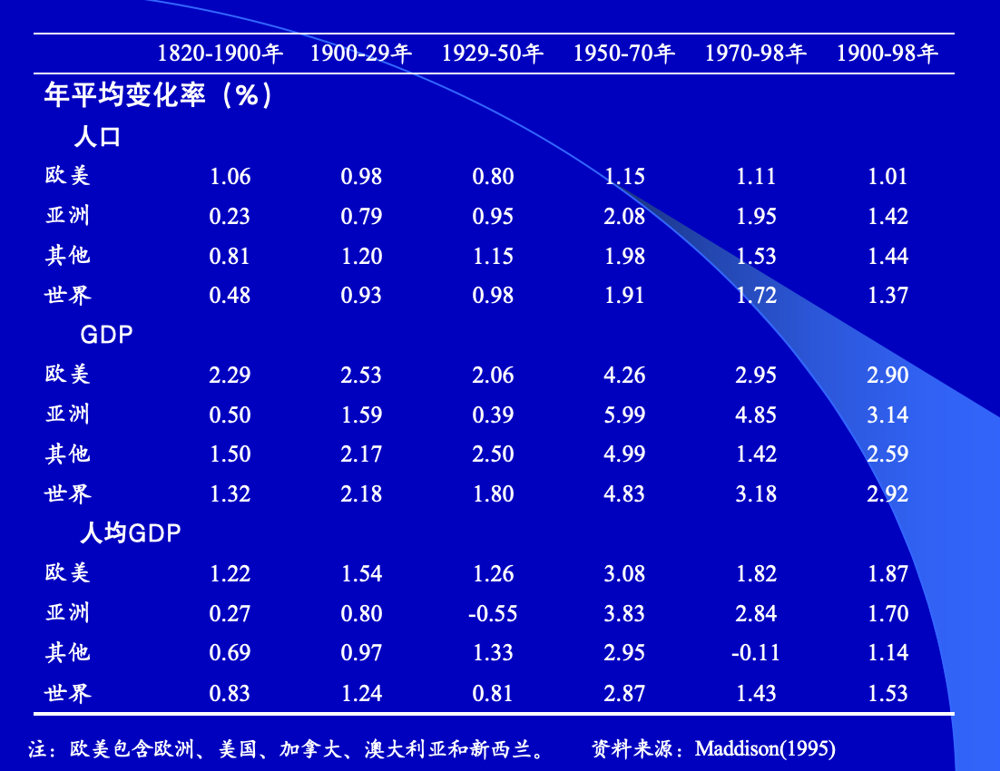 1820-1900年 1900-29年 1929-50年 1950-70年 1970-98年 1900-98年
年平均变化率（%）
人口
欧美 1.06 0.98 0.80 1.15 1.11 1.01
亚洲 0.23 0.79 0.95 2.08 1.95 1.42
其他 0.81 1.20 1.15 1.98 1.53 1.44
世界 0.48 0.93 0.98 1.91 1.72 1.37
GDP
欧美 2.29 2.53 2.06 4.26 2.95 2.90
亚洲 0.50 1.59 0.39 5.99 4.85 3.14
其他 1.50 2.17 2.50 4.99 1.42 2.59
世界 1.32 2.18 1.80 4.83 3.18 2.92
人均GDP
欧美 1.22 1.54 1.26 3.08 1.82 1.87
亚洲 0.27 0.80 -0.55 3.83 2.84 1.70
其他 0.69 0.97 1.33 2.95 -0.11 1.14
世界 0.83 1.24 0.81 2.87 1.43 1.53
注：欧美包含欧洲、美国、加拿大、澳大利亚和新西兰。 资料来源：Maddison(1995)